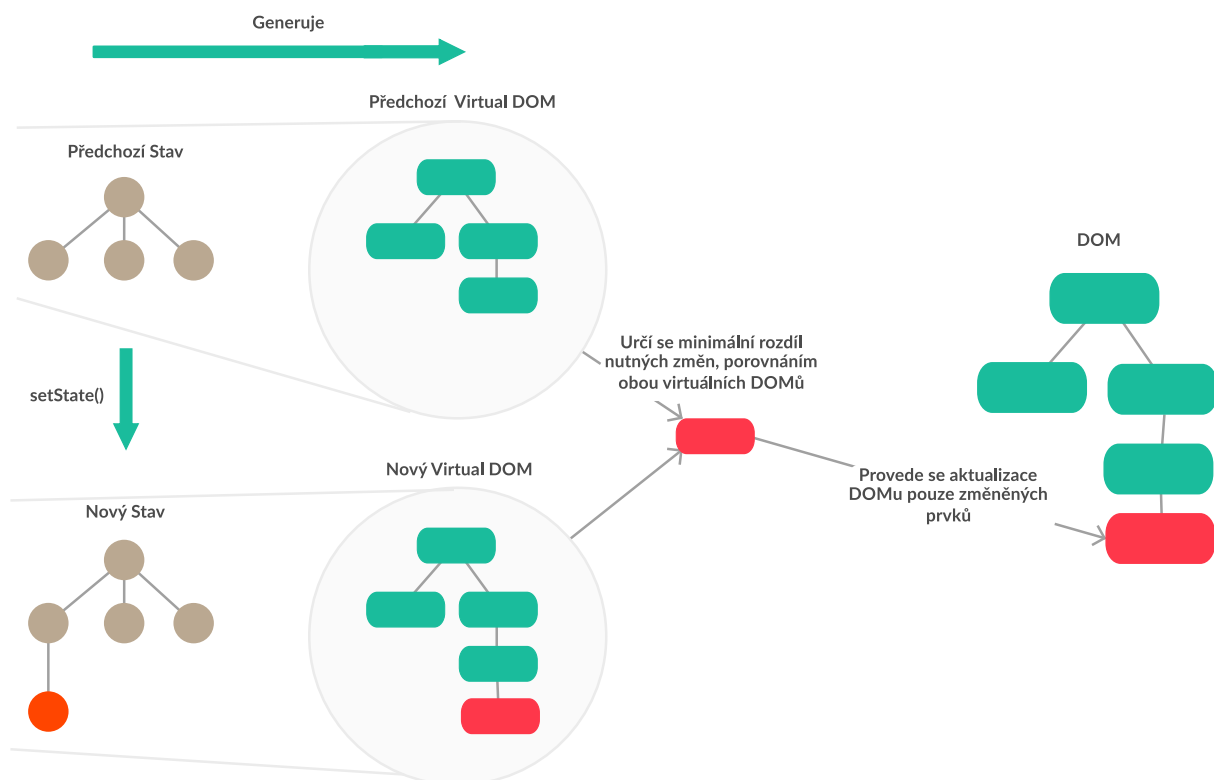 Generuje
Předchozí Virtual DOM
Předchozí Stav
DOM
Určí se minimální rozdíl
nutných změn, porovnáním
obou virtuálních DOMů
setState()
Nový Virtual DOM
Provede se aktualizace
DOMu pouze změněných
prvků
Nový Stav